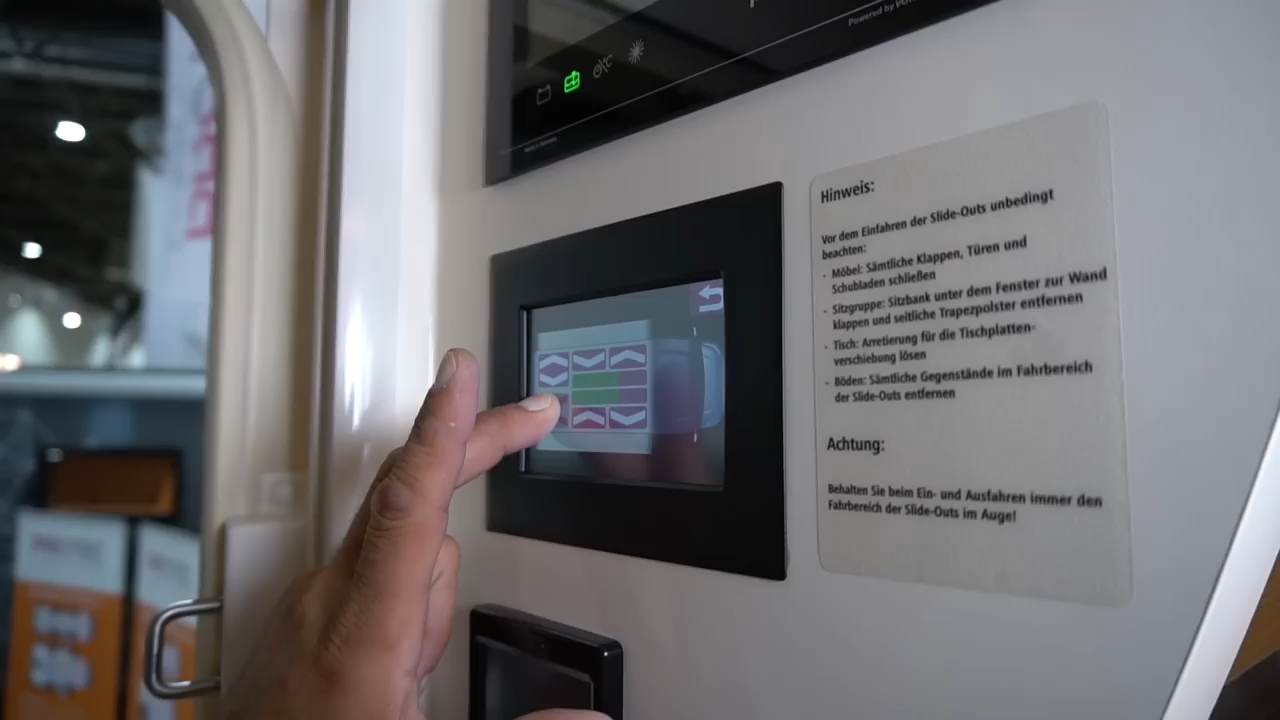 Powered by
Hinweis:
Vor dem Einfahren der Slide-Outs unbedingt
beachten:
- Möbel: Sämtliche Klappen, Türen und
Schubladen schließen
- Sitzgruppe: Sitzbank unter dem Fenster zur Wand
klappen und seitliche Trapezpolster entfernen
- Tisch: Arretierung für die Tischplatten-
verschiebung lösen
- Böden: Sämtliche Gegenstände im Fahrbereich
der Slide-Outs entfernen
Achtung:
Behalten Sie beim Ein- und Ausfahren immer den
Fahrbereich der Slide-Outs im Auge!